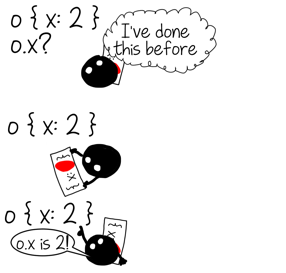 o { x: 2 }
o.x?
I've done
this before
o { x: 2 }
{ x: }
o { x: 2 }
o.x is 2!